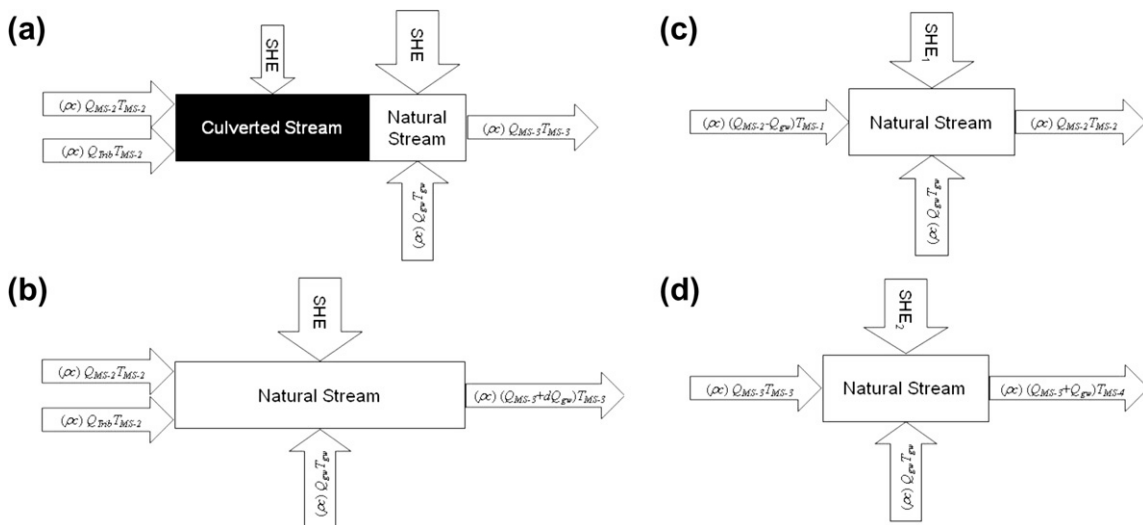 (a)
SHE
SHE
(ρc) Q_MS-2 T_MS-2
(ρc) Q_Trib T_MS-2
Culverted Stream
Natural
Stream
(ρc) Q_MS-3 T_MS-3
(ρc) Q_gw T_gw
(b)
SHE
(ρc) Q_MS-2 T_MS-2
(ρc) Q_Trib T_MS-2
Natural Stream
(ρc) (Q_MS-3+dQ_gw)T_MS-3
(ρc) Q_gw T_gw
(c)
SHE_1
(ρc) (Q_MS-2-Q_gw)T_MS-1
Natural Stream
(ρc) Q_MS-2 T_MS-2
(ρc) Q_gw T_gw
(d)
SHE_2
(ρc) Q_MS-3 T_MS-3
Natural Stream
(ρc) (Q_MS-3+Q_gw)T_MS-4
(ρc) Q_gw T_gw